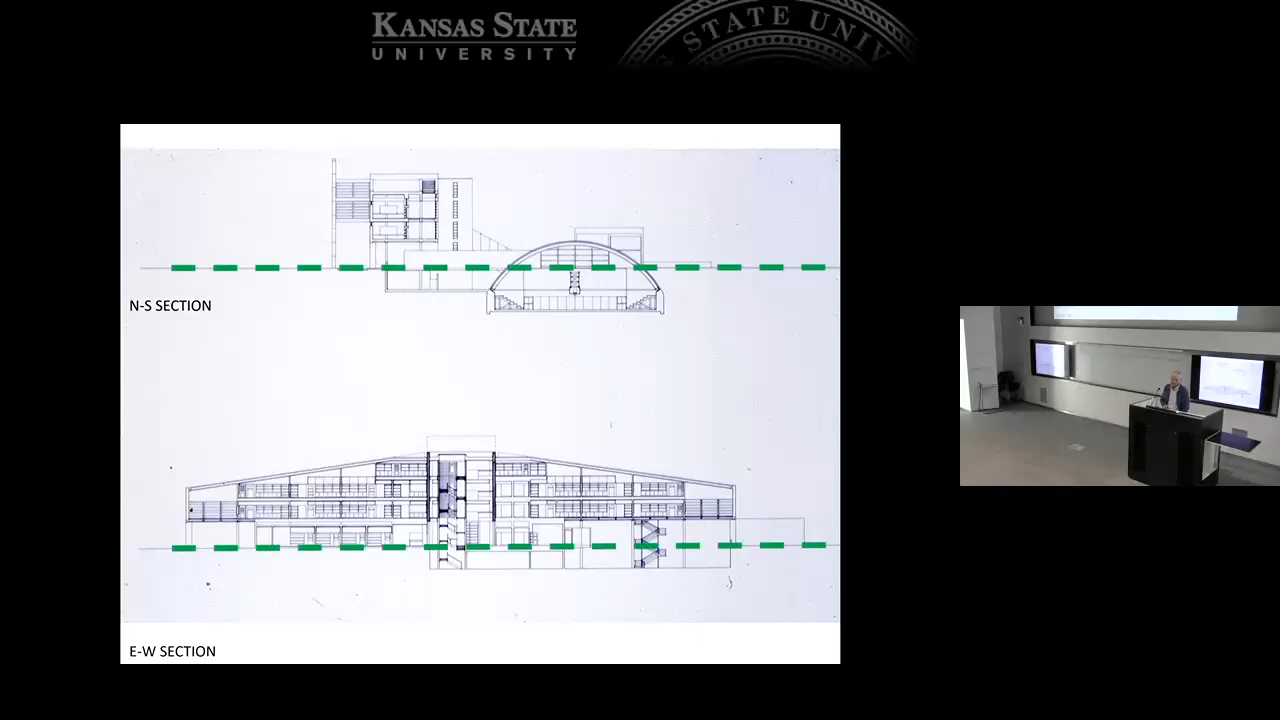 KANSAS STATE
UNIVERSITY
STATE UNIV
N-S SECTION
E-W SECTION